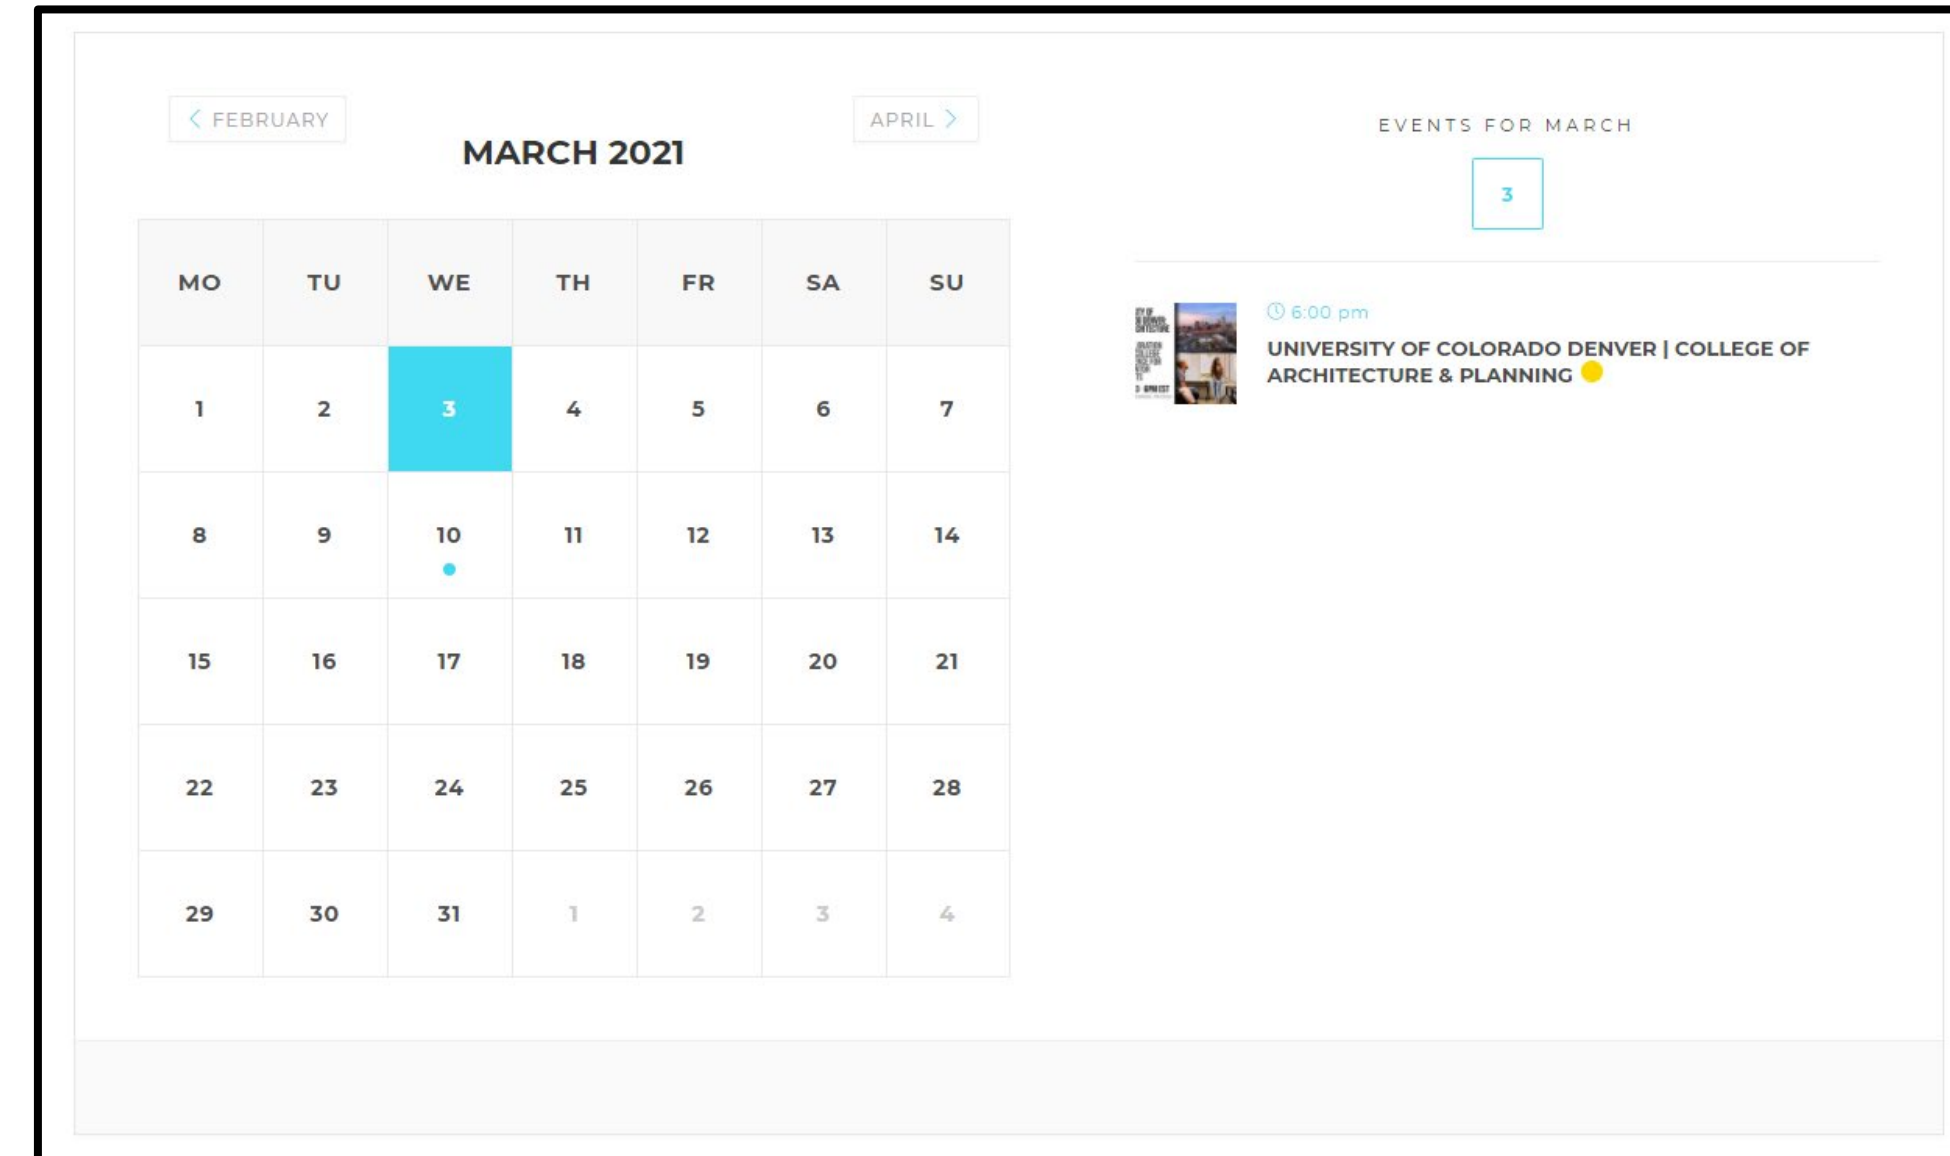 FEBRUARY
APRIL
MARCH 2021
MO TU WE TH FR SA SU
1 2 3 4 5 6 7
8 9 10 11 12 13 14
15 16 17 18 19 20 21
22 23 24 25 26 27 28
29 30 31 1 2 3 4
EVENTS FOR MARCH
3
6:00 pm
UNIVERSITY OF COLORADO DENVER | COLLEGE OF
ARCHITECTURE & PLANNING